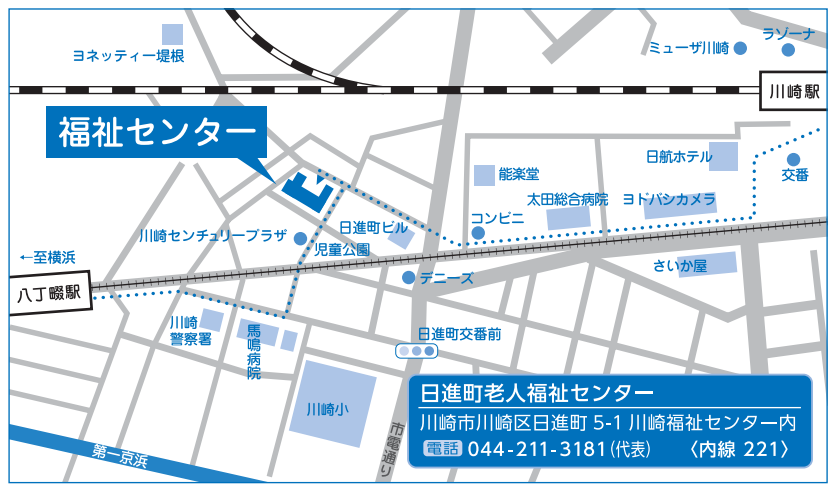 ヨネッティー堤根
ミューザ川崎
ラゾーナ
川崎駅
福祉センター
能楽堂
日航ホテル
交番
太田総合病院
ヨドバシカメラ
コンビニ
日進町ビル
川崎センチュリープラザ
児童公園
←至横浜
八丁畷駅
デニーズ
さいか屋
川崎
警察署
馬嶋病院
日進町交番前
川崎小
市電通り
第一京浜
日進町老人福祉センター
川崎市川崎区日進町 5-1 川崎福祉センター内
電話 044-211-3181(代表) 〈内線 221〉